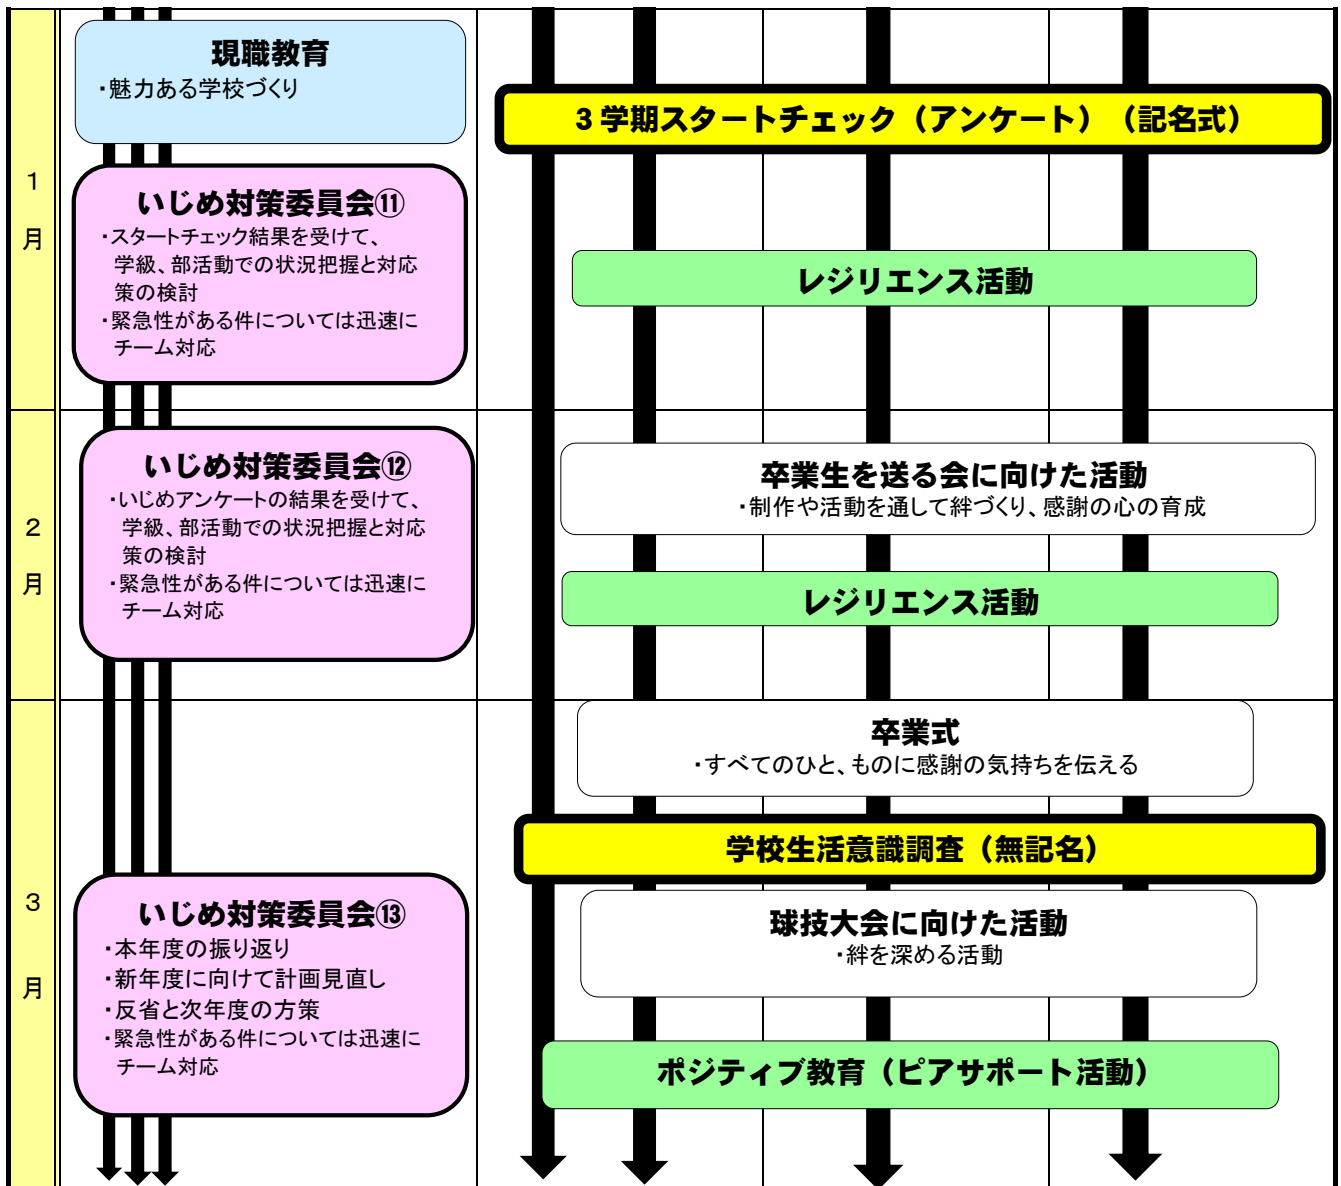 1
月
現職教育
・魅力ある学校づくり
3学期スタートチェック（アンケート）（記名式）
いじめ対策委員会⑪
・スタートチェック結果を受けて、
学級、部活動での状況把握と対応
策の検討
・緊急性がある件については迅速に
チーム対応
レジリエンス活動
2
月
いじめ対策委員会⑫
・いじめアンケートの結果を受けて、
学級、部活動での状況把握と対応
策の検討
・緊急性がある件については迅速に
チーム対応
卒業生を送る会に向けた活動
・制作や活動を通して絆づくり、感謝の心の育成
レジリエンス活動
3
月
卒業式
・すべてのひと、ものに感謝の気持ちを伝える
学校生活意識調査（無記名）
いじめ対策委員会⑬
・本年度の振り返り
・新年度に向けて計画見直し
・反省と次年度の方策
・緊急性がある件については迅速に
チーム対応
球技大会に向けた活動
・絆を深める活動
ポジティブ教育（ピアサポート活動）